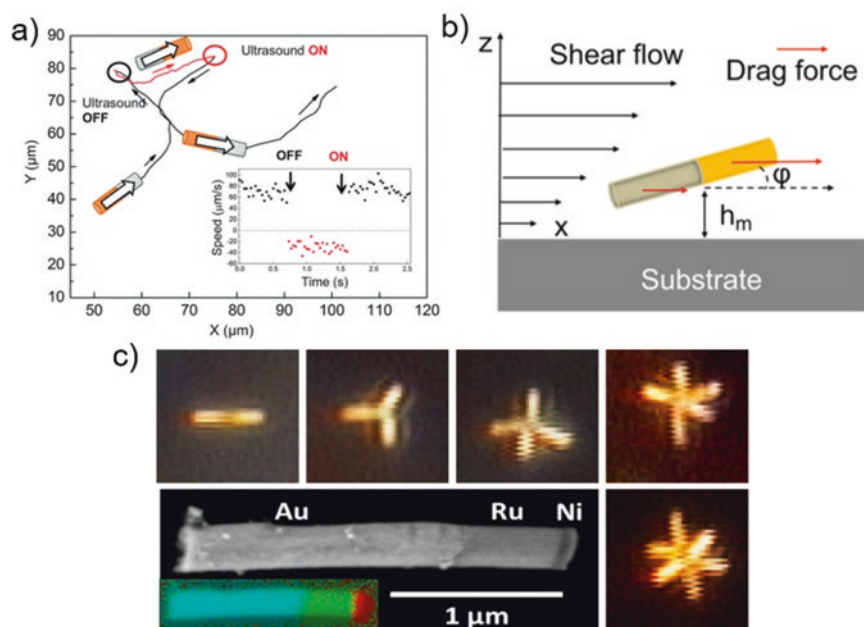 a)
90
80
70
60
50
40
30
20
10
Y (µm)
Ultrasound ON
Ultrasound
OFF
OFF
ON
100
80
60
40
20
0
-20
-40
-60
Speed (µm/s)
0.0
0.5
1.0
1.5
2.0
2.5
Time (s)
50
60
70
80
90
100
110
120
X (µm)
b)
z
Shear flow
Drag force
φ
x
hm
Substrate
c)
Au
Ru
Ni
1 µm